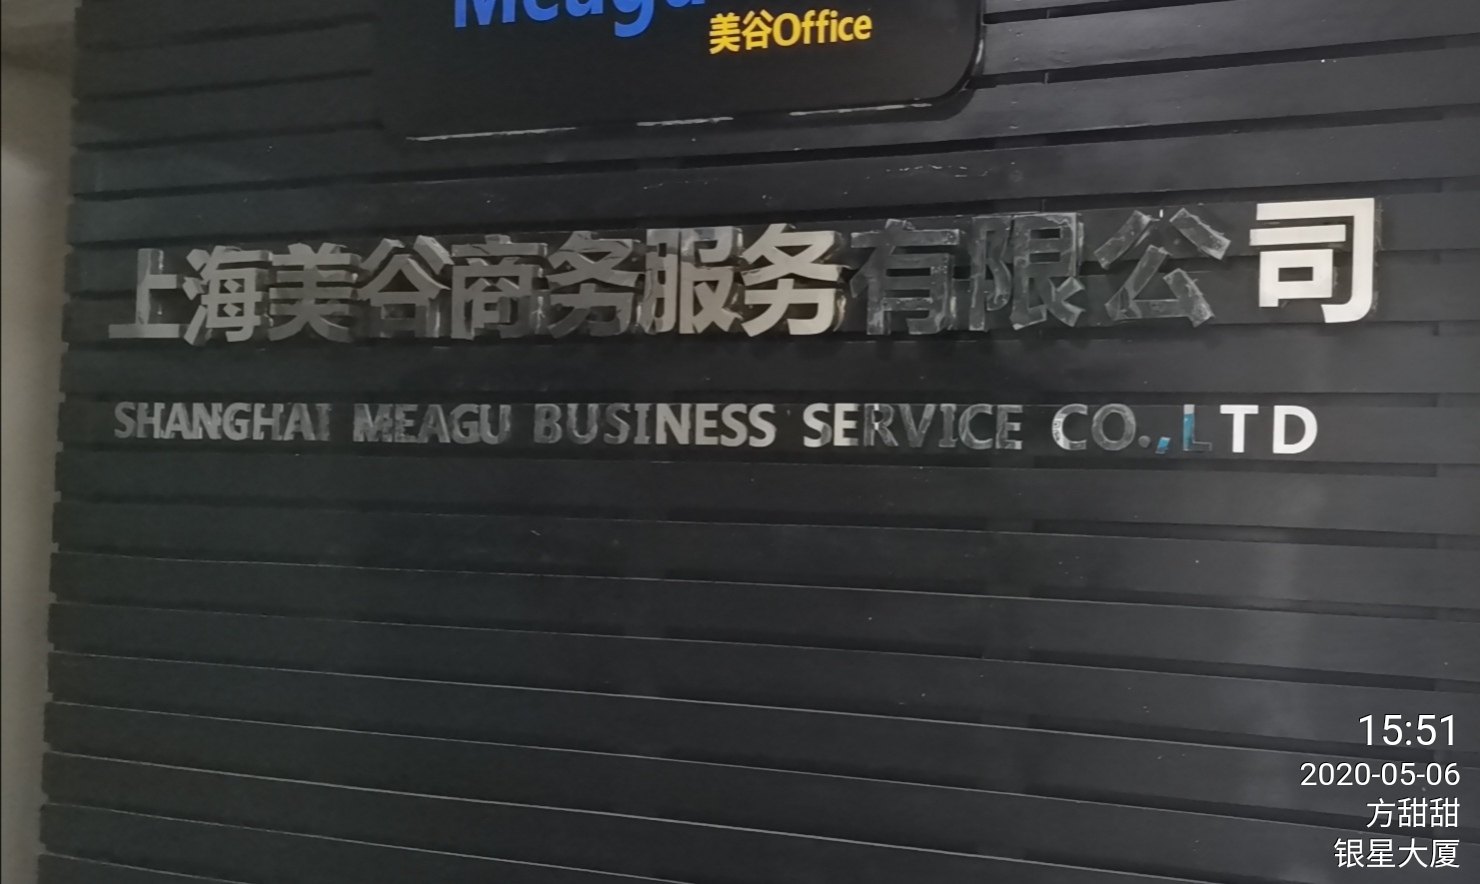 Meagu
美谷Office
上海美谷商务服务有限公司
SHANGHAI MEAGU BUSINESS SERVICE CO.,LTD
15:51
2020-05-06
方甜甜
银星大厦